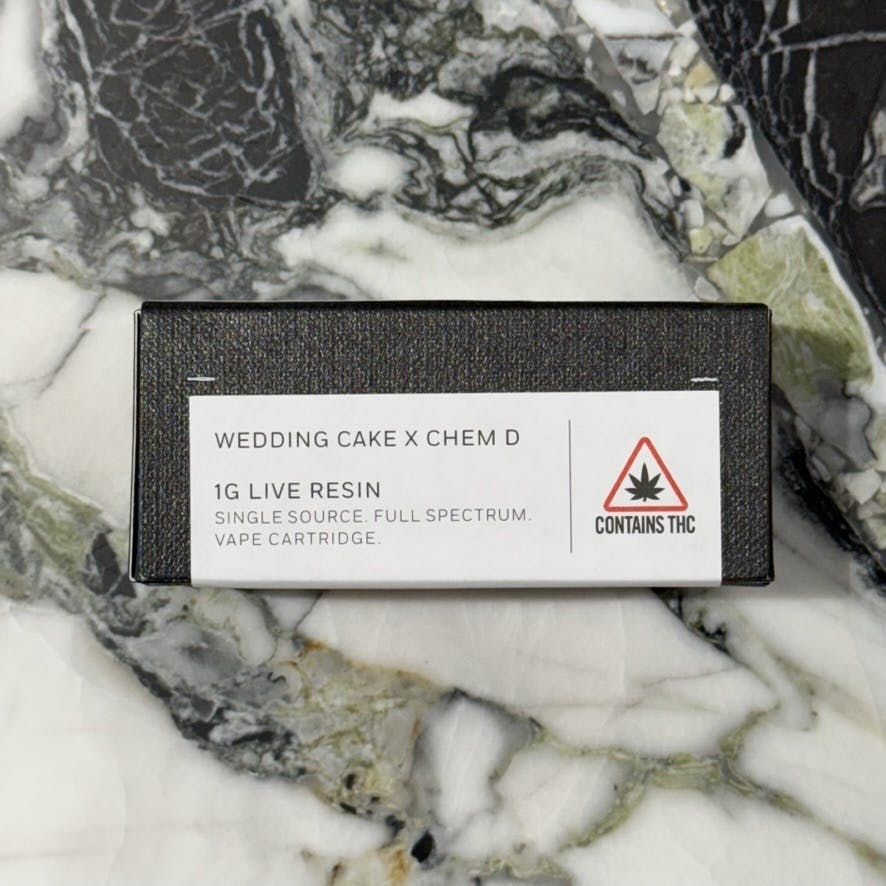 WEDDING CAKE X CHEM D
1G LIVE RESIN
SINGLE SOURCE. FULL SPECTRUM.
VAPE CARTRIDGE.
CONTAINS THC